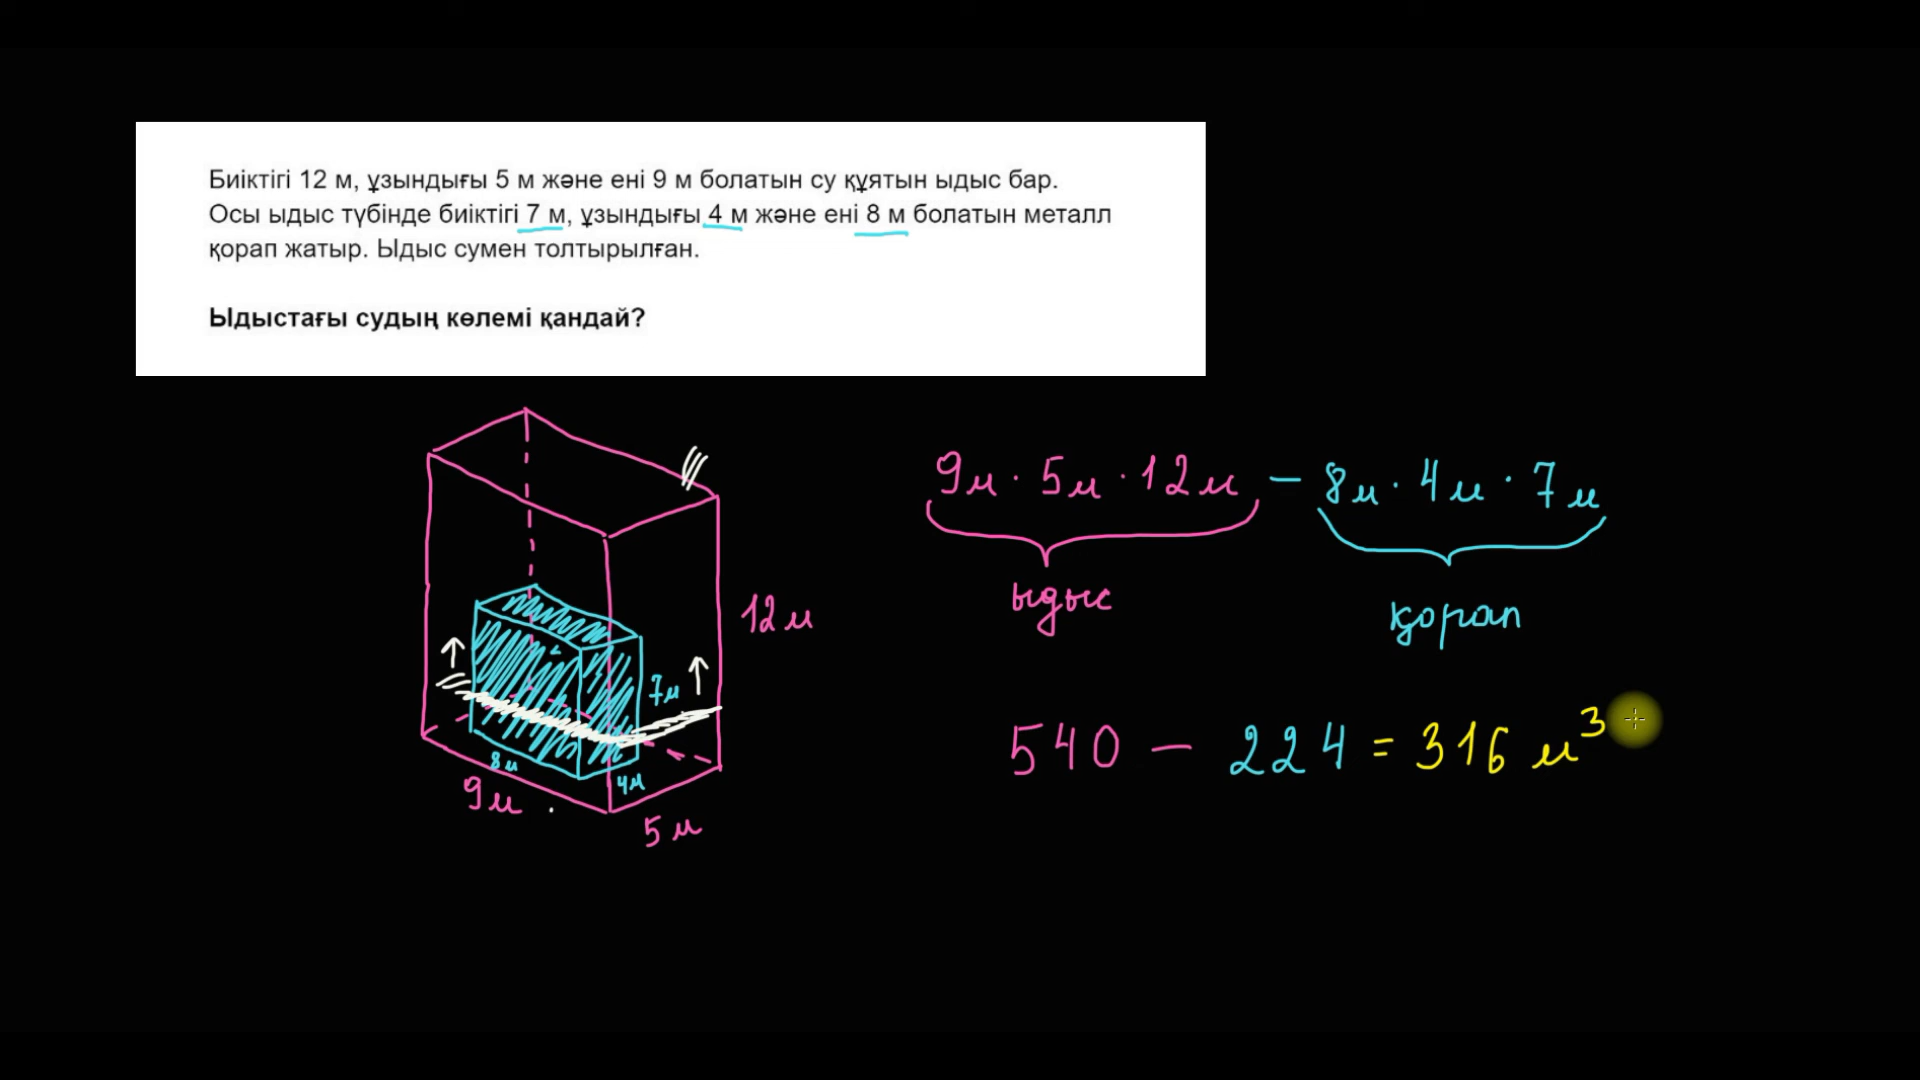 Биіктігі 12 м, ұзындығы 5 м және ені 9 м болатын су құятын ыдыс бар.
Осы ыдыс түбінде биіктігі 7 м, ұзындығы 4 м және ені 8 м болатын металл
қорап жатыр. Ыдыс сумен толтырылған.
Ыдыстағы судың көлемі қандай?
9м · 5м · 12м − 8м · 4м · 7м
ыдыс
қорап
12м
7м
8м
4м
9м
5м
540 − 224 = 316 м³